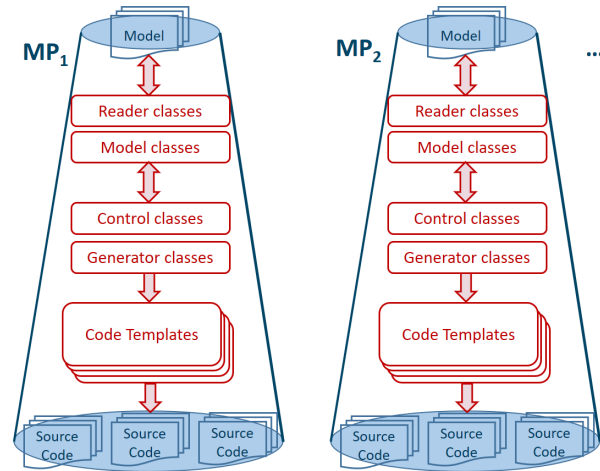 Model
MP1
Reader classes
Model classes
Control classes
Generator classes
Code Templates
Source
Code
Source
Code
Source
Code
Model
MP2
...
Reader classes
Model classes
Control classes
Generator classes
Code Templates
Source
Code
Source
Code
Source
Code